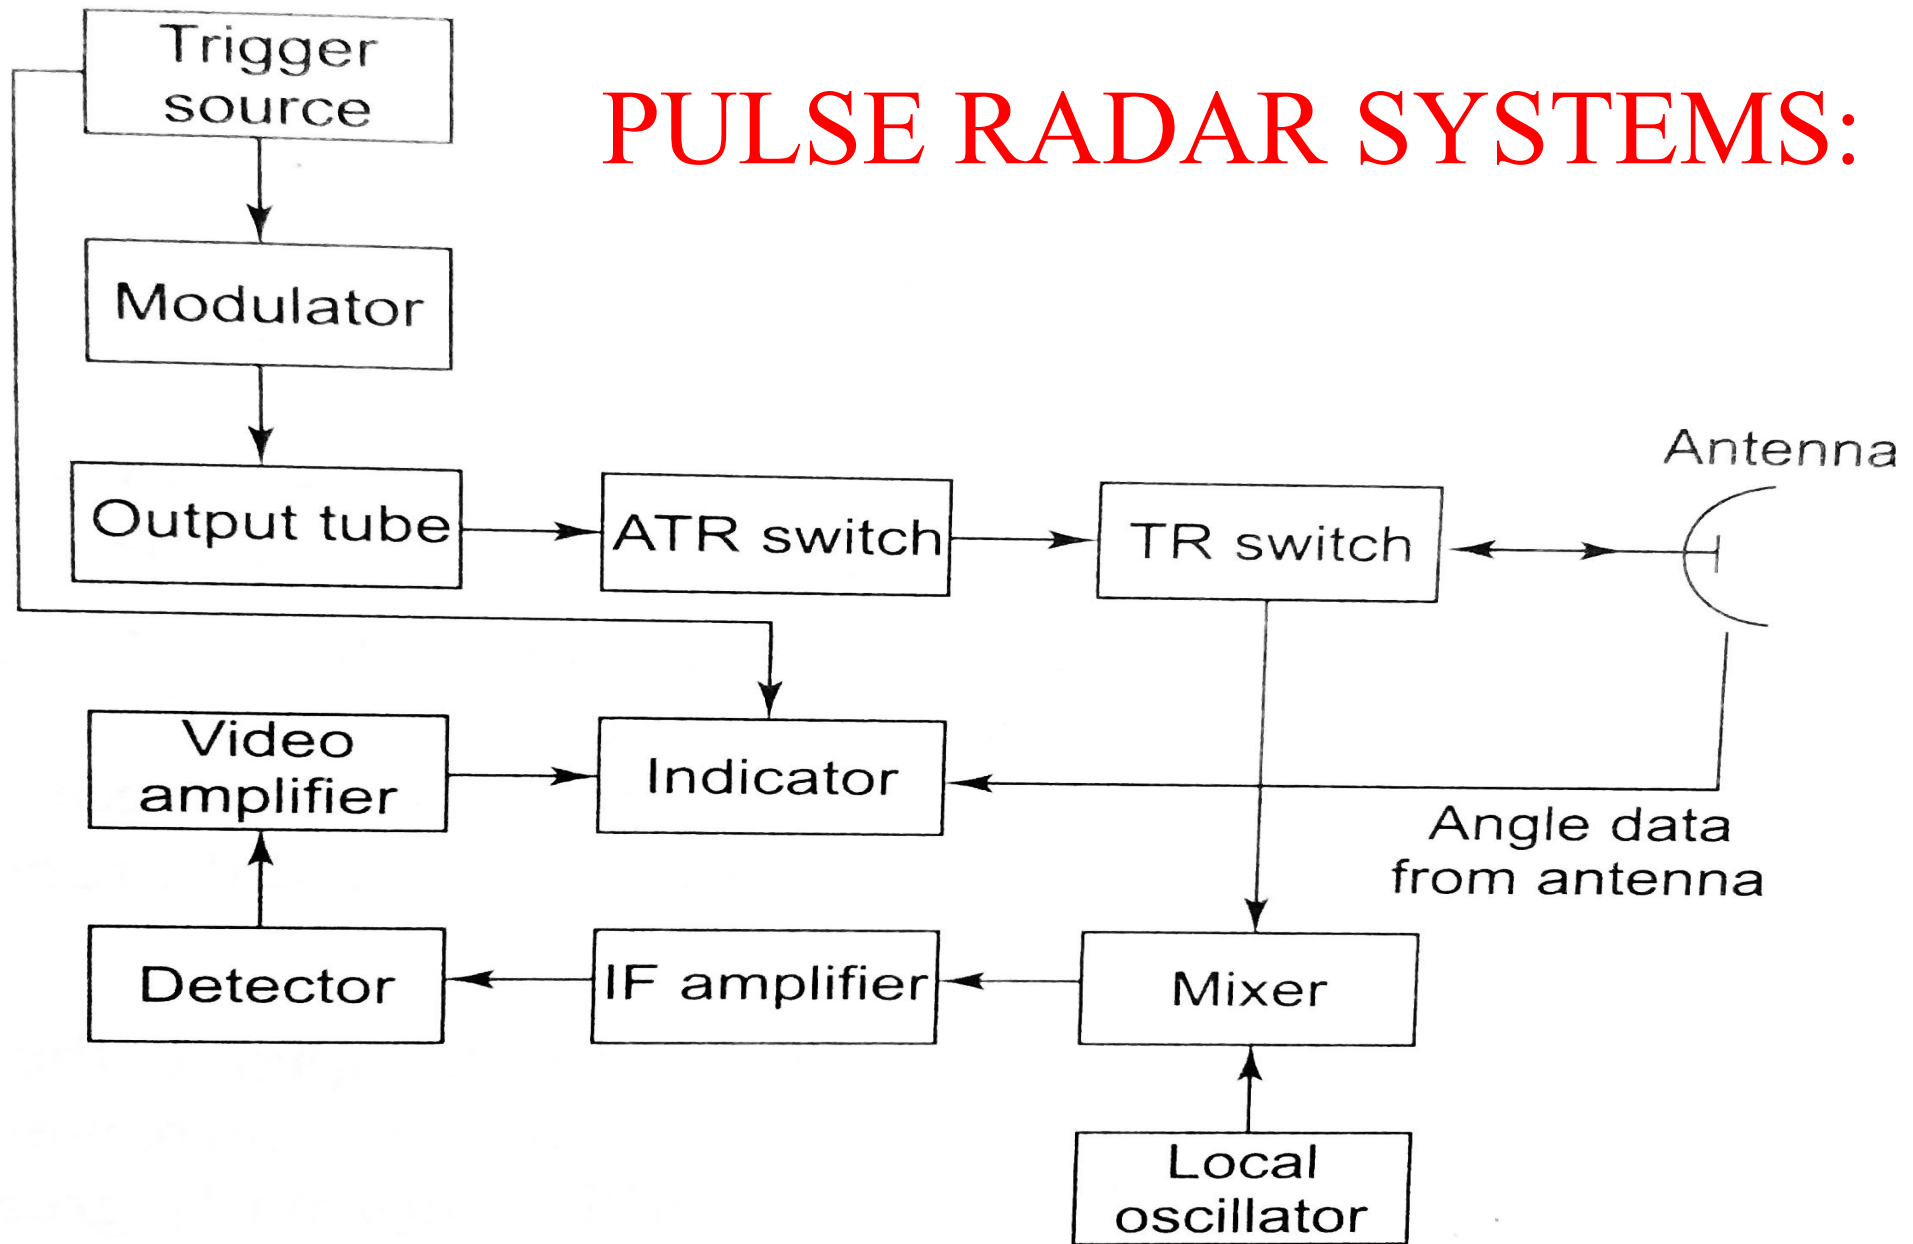 Trigger
source
PULSE RADAR SYSTEMS:
Modulator
Antenna
Output tube
ATR switch
TR switch
Video
amplifier
Indicator
Angle data
from antenna
Detector
IF amplifier
Mixer
Local
oscillator